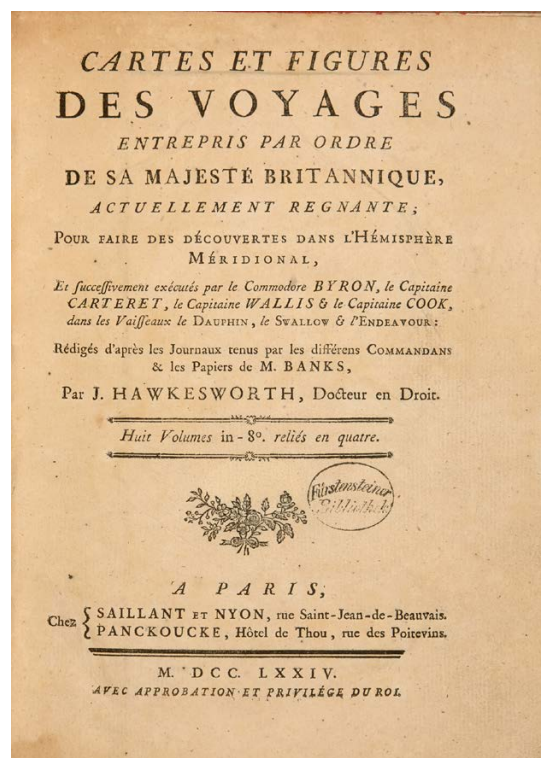 CARTES ET FIGURES
DES VOYAGES
ENTREPRIS PAR ORDRE
DE SA MAJESTÉ BRITANNIQUE,
ACTUELLEMENT REGNANTE;
POUR FAIRE DES DÉCOUVERTES DANS L'HÉMISPHÈRE
MÉRIDIONAL,
Et ſucceſſivement exécutés par le Commodore BYRON, le Capitaine
CARTERET, le Capitaine WALLIS & le Capitaine COOK,
dans les Vaiſſeaux le DAUPHIN, le SWALLOW & l'ENDEAVOUR:
Rédigés d'après les Journaux tenus par les différens COMMANDANS
& les Papiers de M. BANKS,
Par J. HAWKESWORTH, Docteur en Droit.
Huit Volumes in-8°. reliés en quatre.
Fürstensteiner
Bibliothek
A PARIS,
Chez { SAILLANT ET NYON, rue Saint-Jean-de-Beauvais.
PANCKOUCKE, Hôtel de Thou, rue des Poitevins.
M. DCC. LXXIV.
AVEC APPROBATION ET PRIVILÉGE DU ROI.